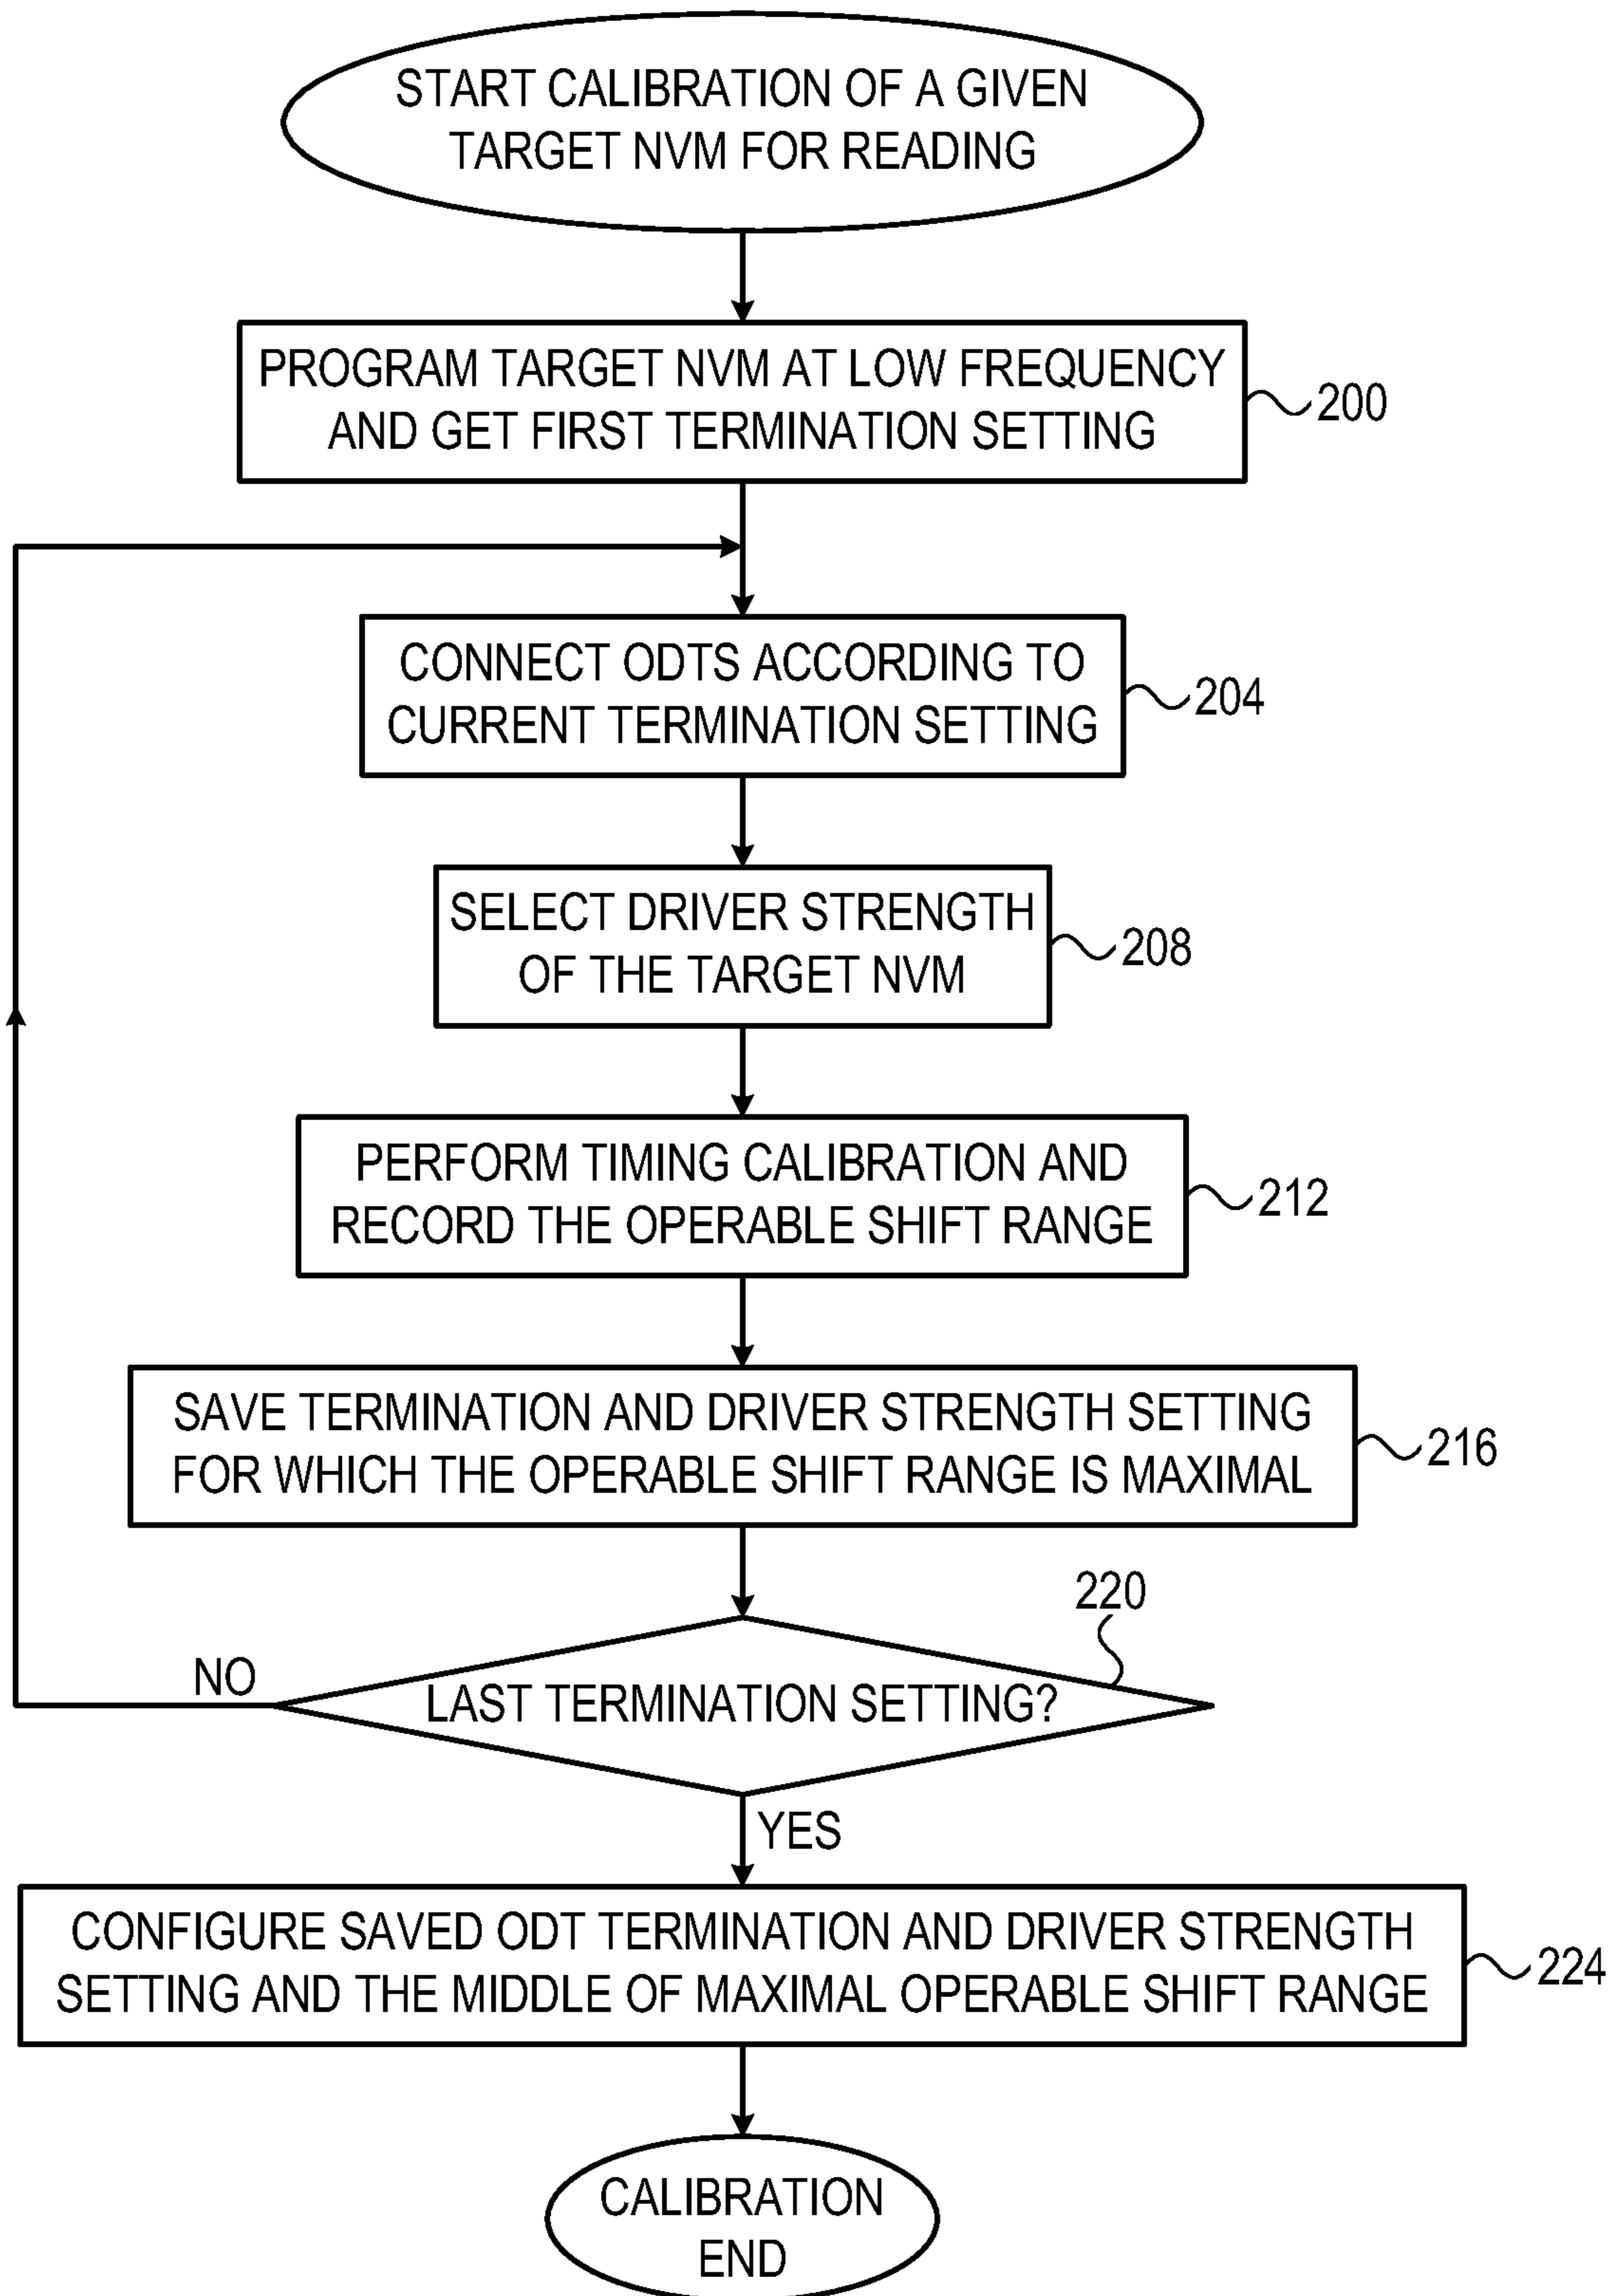 START CALIBRATION OF A GIVEN
TARGET NVM FOR READING
PROGRAM TARGET NVM AT LOW FREQUENCY
AND GET FIRST TERMINATION SETTING
200
CONNECT ODTS ACCORDING TO
CURRENT TERMINATION SETTING
204
SELECT DRIVER STRENGTH
OF THE TARGET NVM
208
PERFORM TIMING CALIBRATION AND
RECORD THE OPERABLE SHIFT RANGE
212
SAVE TERMINATION AND DRIVER STRENGTH SETTING
FOR WHICH THE OPERABLE SHIFT RANGE IS MAXIMAL
216
220
NO
LAST TERMINATION SETTING?
YES
CONFIGURE SAVED ODT TERMINATION AND DRIVER STRENGTH
SETTING AND THE MIDDLE OF MAXIMAL OPERABLE SHIFT RANGE
224
CALIBRATION
END